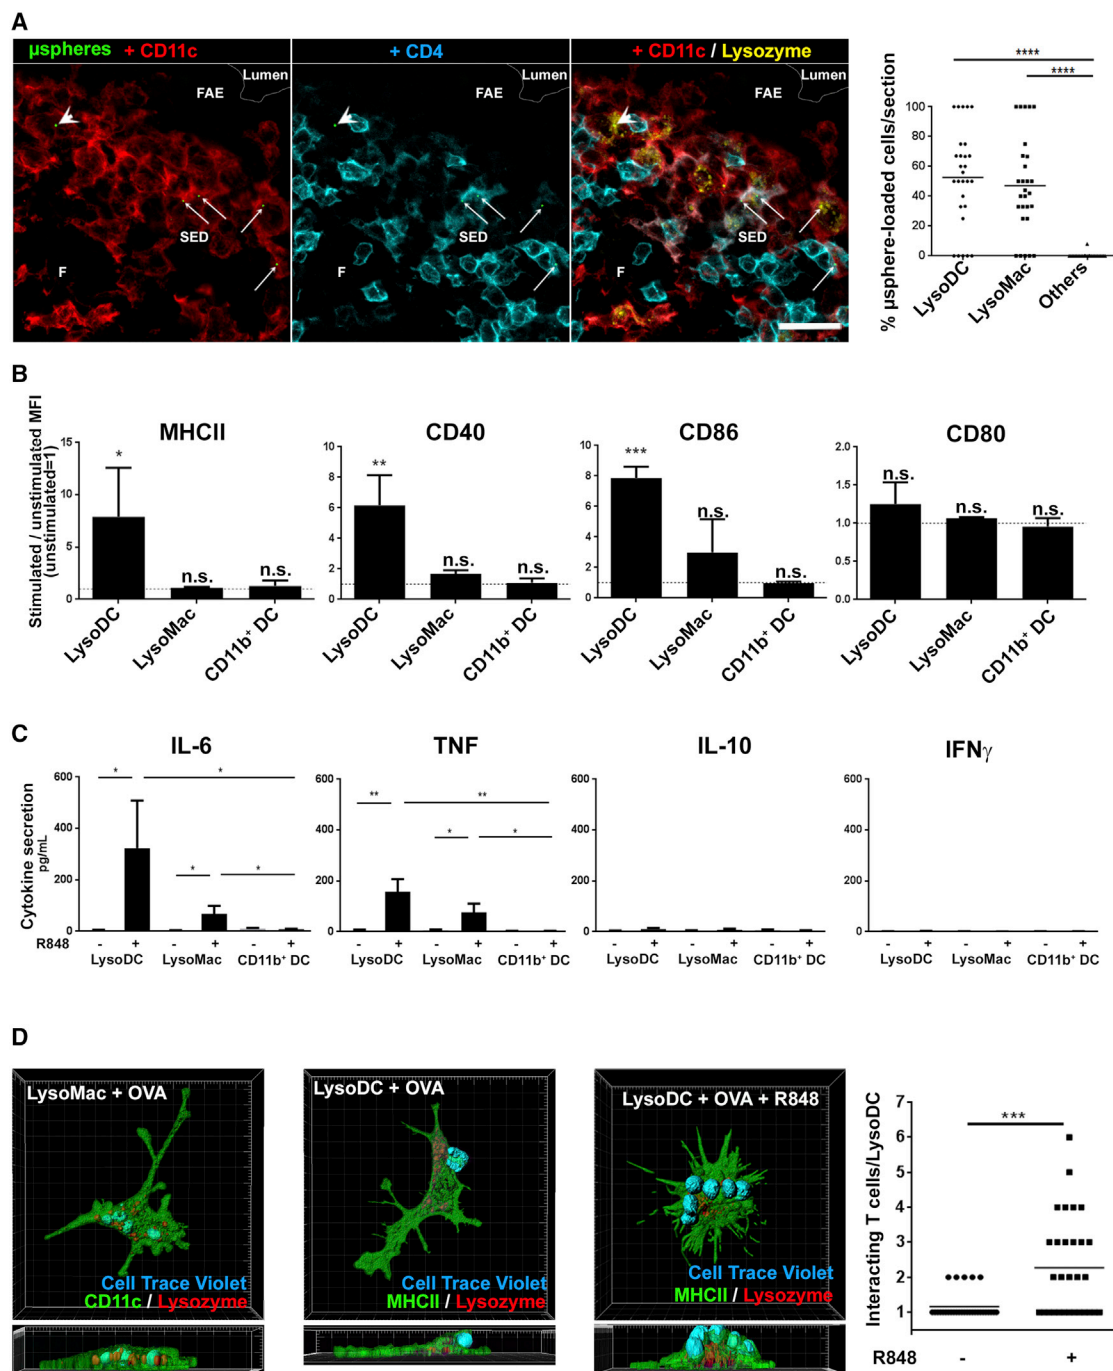 A
µspheres + CD11c
+ CD4
+ CD11c / Lysozyme
Lumen
FAE
SED
F
Lumen
FAE
SED
F
Lumen
FAE
SED
F
% µsphere-loaded cells/section
****
****
100
80
60
40
20
0
LysoDC
LysoMac
Others
B
Stimulated / unstimulated MFI
(unstimulated=1)
MHCII
15
10
5
0
*
n.s.
n.s.
LysoDC
LysoMac
CD11b⁺ DC
CD40
10
8
6
4
2
0
**
n.s.
n.s.
LysoDC
LysoMac
CD11b⁺ DC
CD86
10
8
6
4
2
0
***
n.s.
n.s.
LysoDC
LysoMac
CD11b⁺ DC
CD80
2.0
1.5
1.0
0.5
0.0
n.s.
n.s.
n.s.
LysoDC
LysoMac
CD11b⁺ DC
C
Cytokine secretion
pg/mL
IL-6
600
400
200
0
*
*
*
*
R848 - + - + - +
LysoDC LysoMac CD11b⁺ DC
TNF
600
400
200
0
**
**
*
*
- + - + - +
LysoDC LysoMac CD11b⁺ DC
IL-10
600
400
200
0
- + - + - +
LysoDC LysoMac CD11b⁺ DC
IFNγ
600
400
200
0
- + - + - +
LysoDC LysoMac CD11b⁺ DC
D
LysoMac + OVA
Cell Trace Violet
CD11c / Lysozyme
LysoDC + OVA
Cell Trace Violet
MHCII / Lysozyme
LysoDC + OVA + R848
Cell Trace Violet
MHCII / Lysozyme
Interacting T cells/LysoDC
7
6
5
4
3
2
1
***
R848 - +